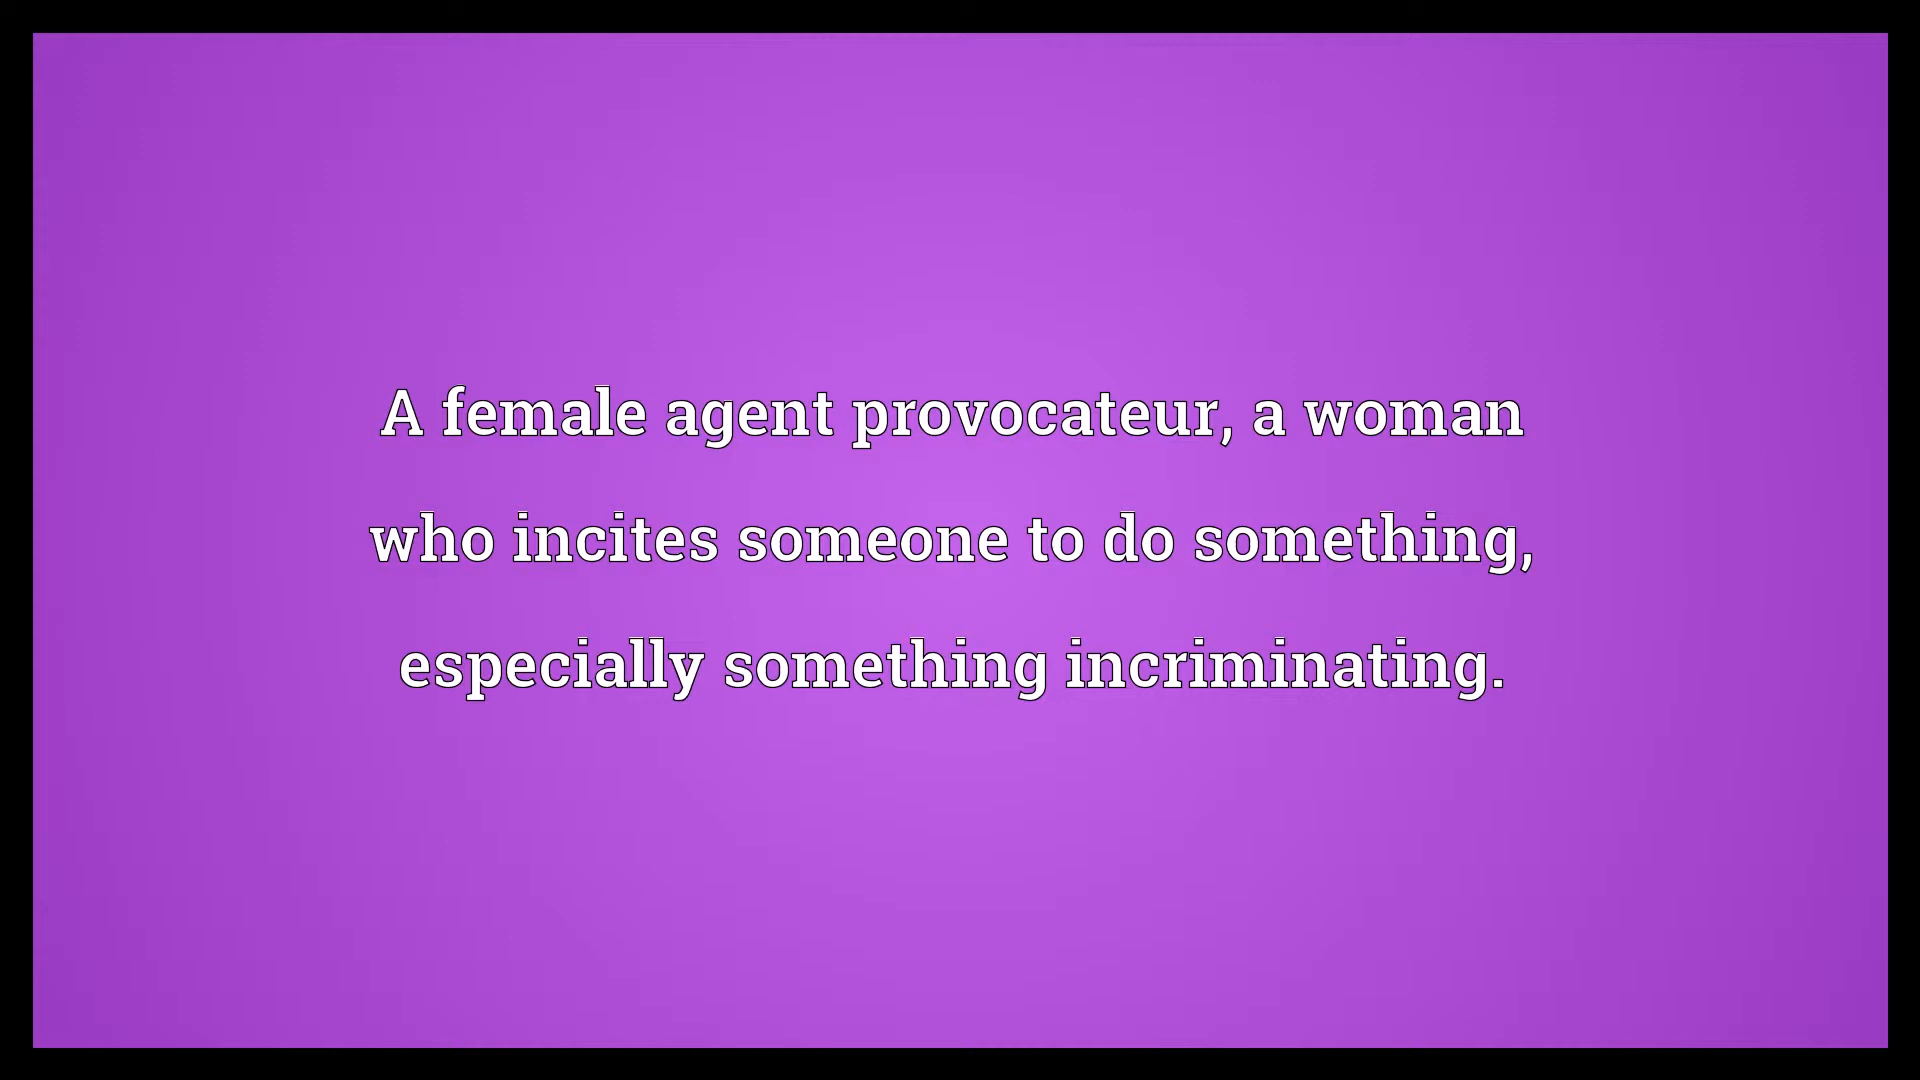 A female agent provocateur, a woman
who incites someone to do something,
especially something incriminating.